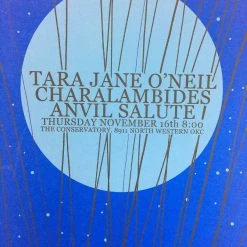 TARA JANE O'NEIL
CHARALAMBIDES
ANVIL SALUTE !
THURSDAY NOVEMBER 16th 8:00
THE CONSERVATORY, 8911 NORTH WESTERN OKC